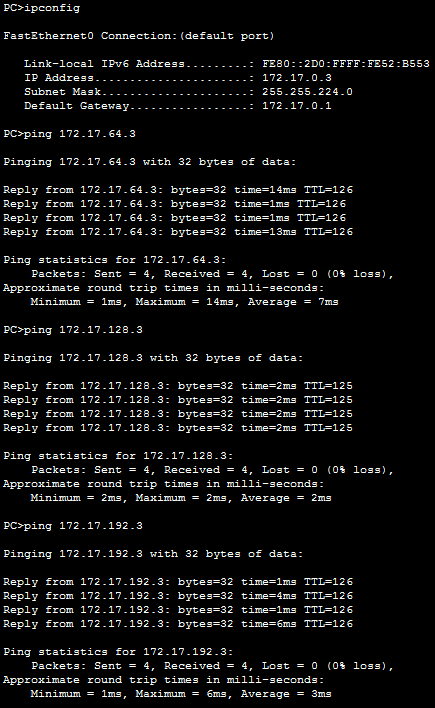 PC>ipconfig
FastEthernet0 Connection:(default port)
Link-local IPv6 Address.........: FE80::2D0:FFFF:FE52:B553
IP Address......................: 172.17.0.3
Subnet Mask.....................: 255.255.224.0
Default Gateway.................: 172.17.0.1
PC>ping 172.17.64.3
Pinging 172.17.64.3 with 32 bytes of data:
Reply from 172.17.64.3: bytes=32 time=14ms TTL=126
Reply from 172.17.64.3: bytes=32 time=1ms TTL=126
Reply from 172.17.64.3: bytes=32 time=1ms TTL=126
Reply from 172.17.64.3: bytes=32 time=13ms TTL=126
Ping statistics for 172.17.64.3:
Packets: Sent = 4, Received = 4, Lost = 0 (0% loss),
Approximate round trip times in milli-seconds:
Minimum = 1ms, Maximum = 14ms, Average = 7ms
PC>ping 172.17.128.3
Pinging 172.17.128.3 with 32 bytes of data:
Reply from 172.17.128.3: bytes=32 time=2ms TTL=125
Reply from 172.17.128.3: bytes=32 time=2ms TTL=125
Reply from 172.17.128.3: bytes=32 time=2ms TTL=125
Reply from 172.17.128.3: bytes=32 time=2ms TTL=125
Ping statistics for 172.17.128.3:
Packets: Sent = 4, Received = 4, Lost = 0 (0% loss),
Approximate round trip times in milli-seconds:
Minimum = 2ms, Maximum = 2ms, Average = 2ms
PC>ping 172.17.192.3
Pinging 172.17.192.3 with 32 bytes of data:
Reply from 172.17.192.3: bytes=32 time=1ms TTL=126
Reply from 172.17.192.3: bytes=32 time=4ms TTL=126
Reply from 172.17.192.3: bytes=32 time=1ms TTL=126
Reply from 172.17.192.3: bytes=32 time=6ms TTL=126
Ping statistics for 172.17.192.3:
Packets: Sent = 4, Received = 4, Lost = 0 (0% loss),
Approximate round trip times in milli-seconds:
Minimum = 1ms, Maximum = 6ms, Average = 3ms